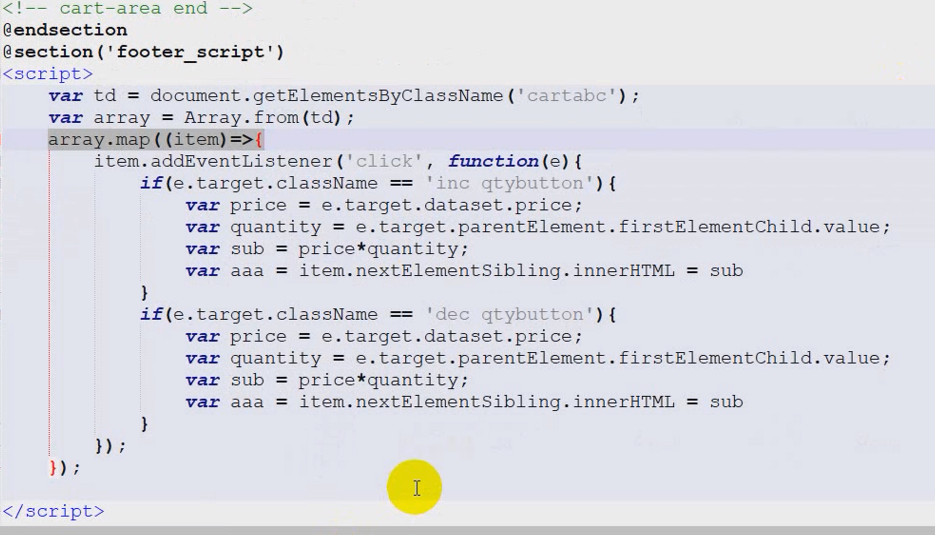 <!-- cart-area end -->
@endsection
@section('footer_script')
<script>
var td = document.getElementsByClassName('cartabc');
var array = Array.from(td);
array.map((item)=>{
item.addEventListener('click', function(e){
if(e.target.className == 'inc qtybutton'){
var price = e.target.dataset.price;
var quantity = e.target.parentElement.firstElementChild.value;
var sub = price*quantity;
var aaa = item.nextElementSibling.innerHTML = sub
}
if(e.target.className == 'dec qtybutton'){
var price = e.target.dataset.price;
var quantity = e.target.parentElement.firstElementChild.value;
var sub = price*quantity;
var aaa = item.nextElementSibling.innerHTML = sub
}
});
});
</script>